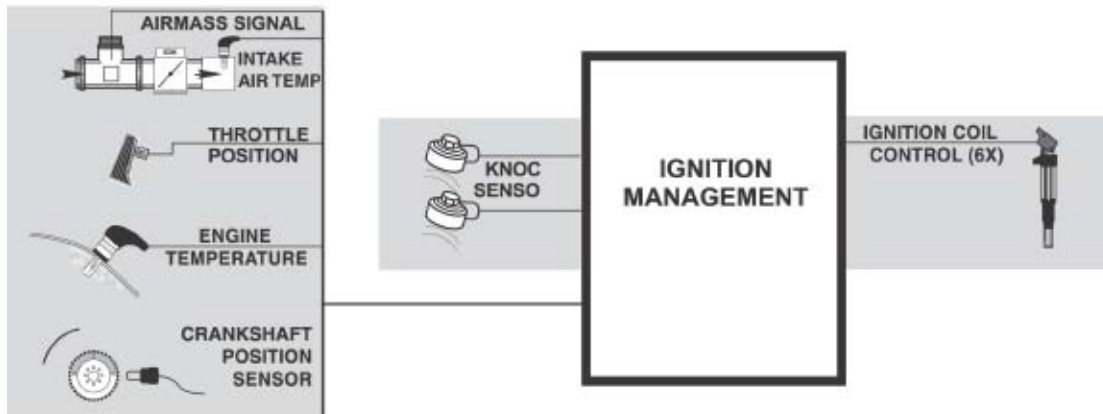 AIRMASS SIGNAL
INTAKE
AIR TEMP
THROTTLE
POSITION
ENGINE
TEMPERATURE
CRANKSHAFT
POSITION
SENSOR
KNOC
SENSO
IGNITION
MANAGEMENT
IGNITION COIL
CONTROL (6X)